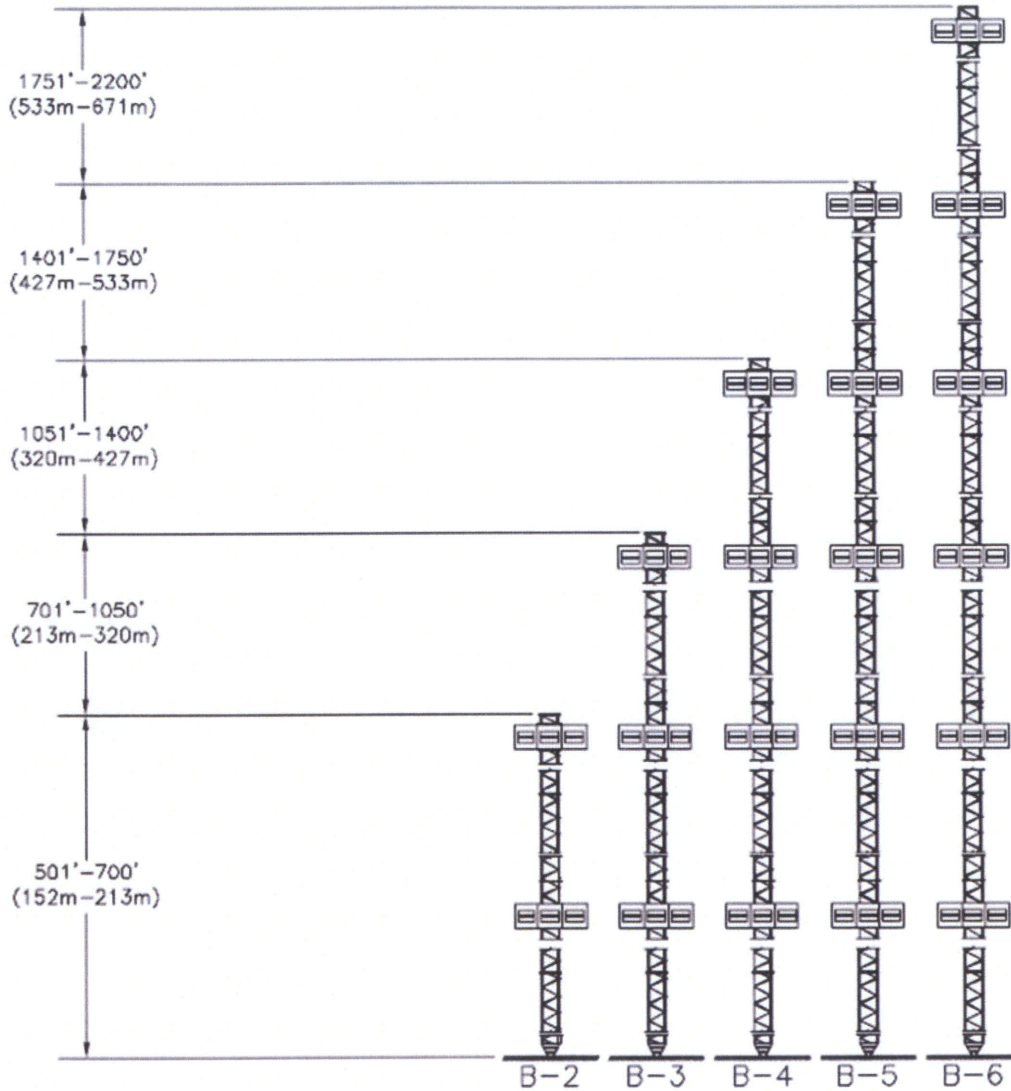 1751'-2200'
(533m-671m)
1401'-1750'
(427m-533m)
1051'-1400'
(320m-427m)
701'-1050'
(213m-320m)
501'-700'
(152m-213m)
B-2 B-3 B-4 B-5 B-6